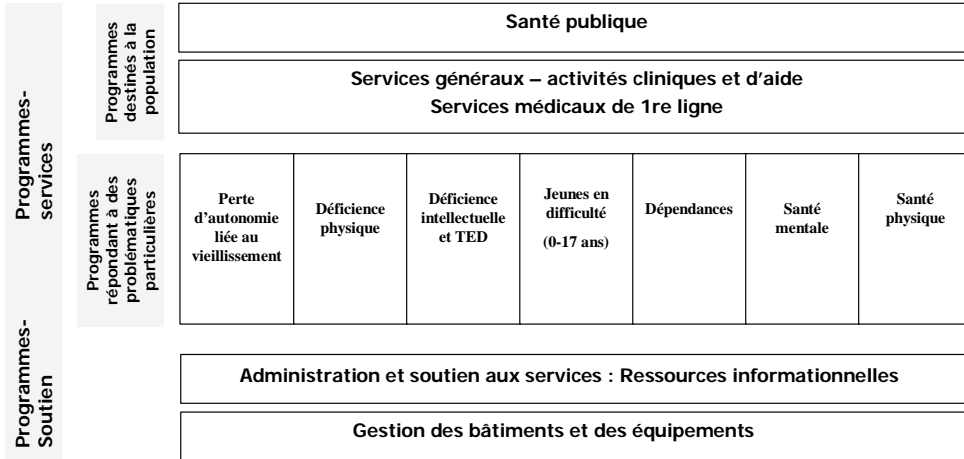 Programmes-
services
Programmes
destinés à la
population
Santé publique
Services généraux – activités cliniques et d'aide
Services médicaux de 1re ligne
Programmes
répondant à des
problématiques
particulières
Perte
d'autonomie
liée au
vieillissement
Déficience
physique
Déficience
intellectuelle
et TED
Jeunes en
difficulté
(0-17 ans)
Dépendances
Santé
mentale
Santé
physique
Programmes-
Soutien
Administration et soutien aux services : Ressources informationnelles
Gestion des bâtiments et des équipements